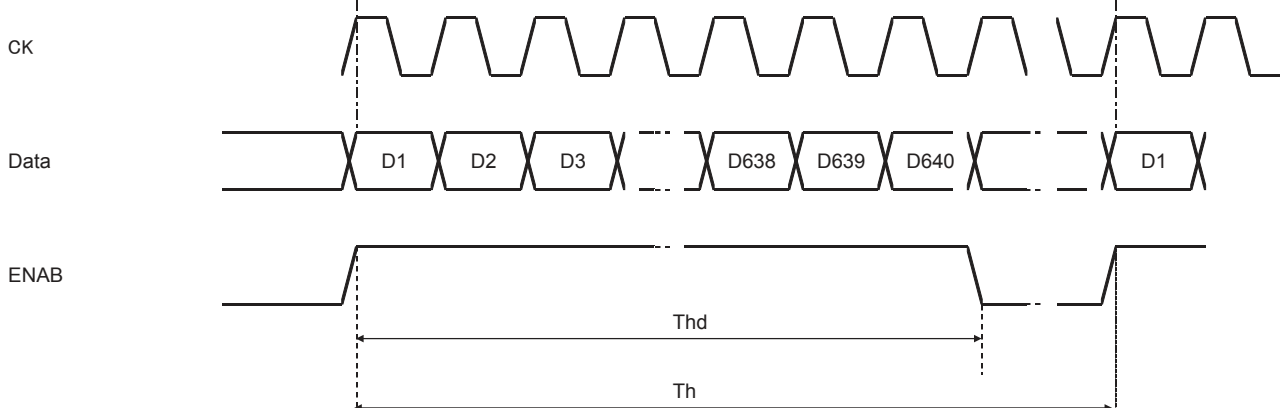 CK
Data
D1 D2 D3 D638 D639 D640 D1
ENAB
Thd
Th